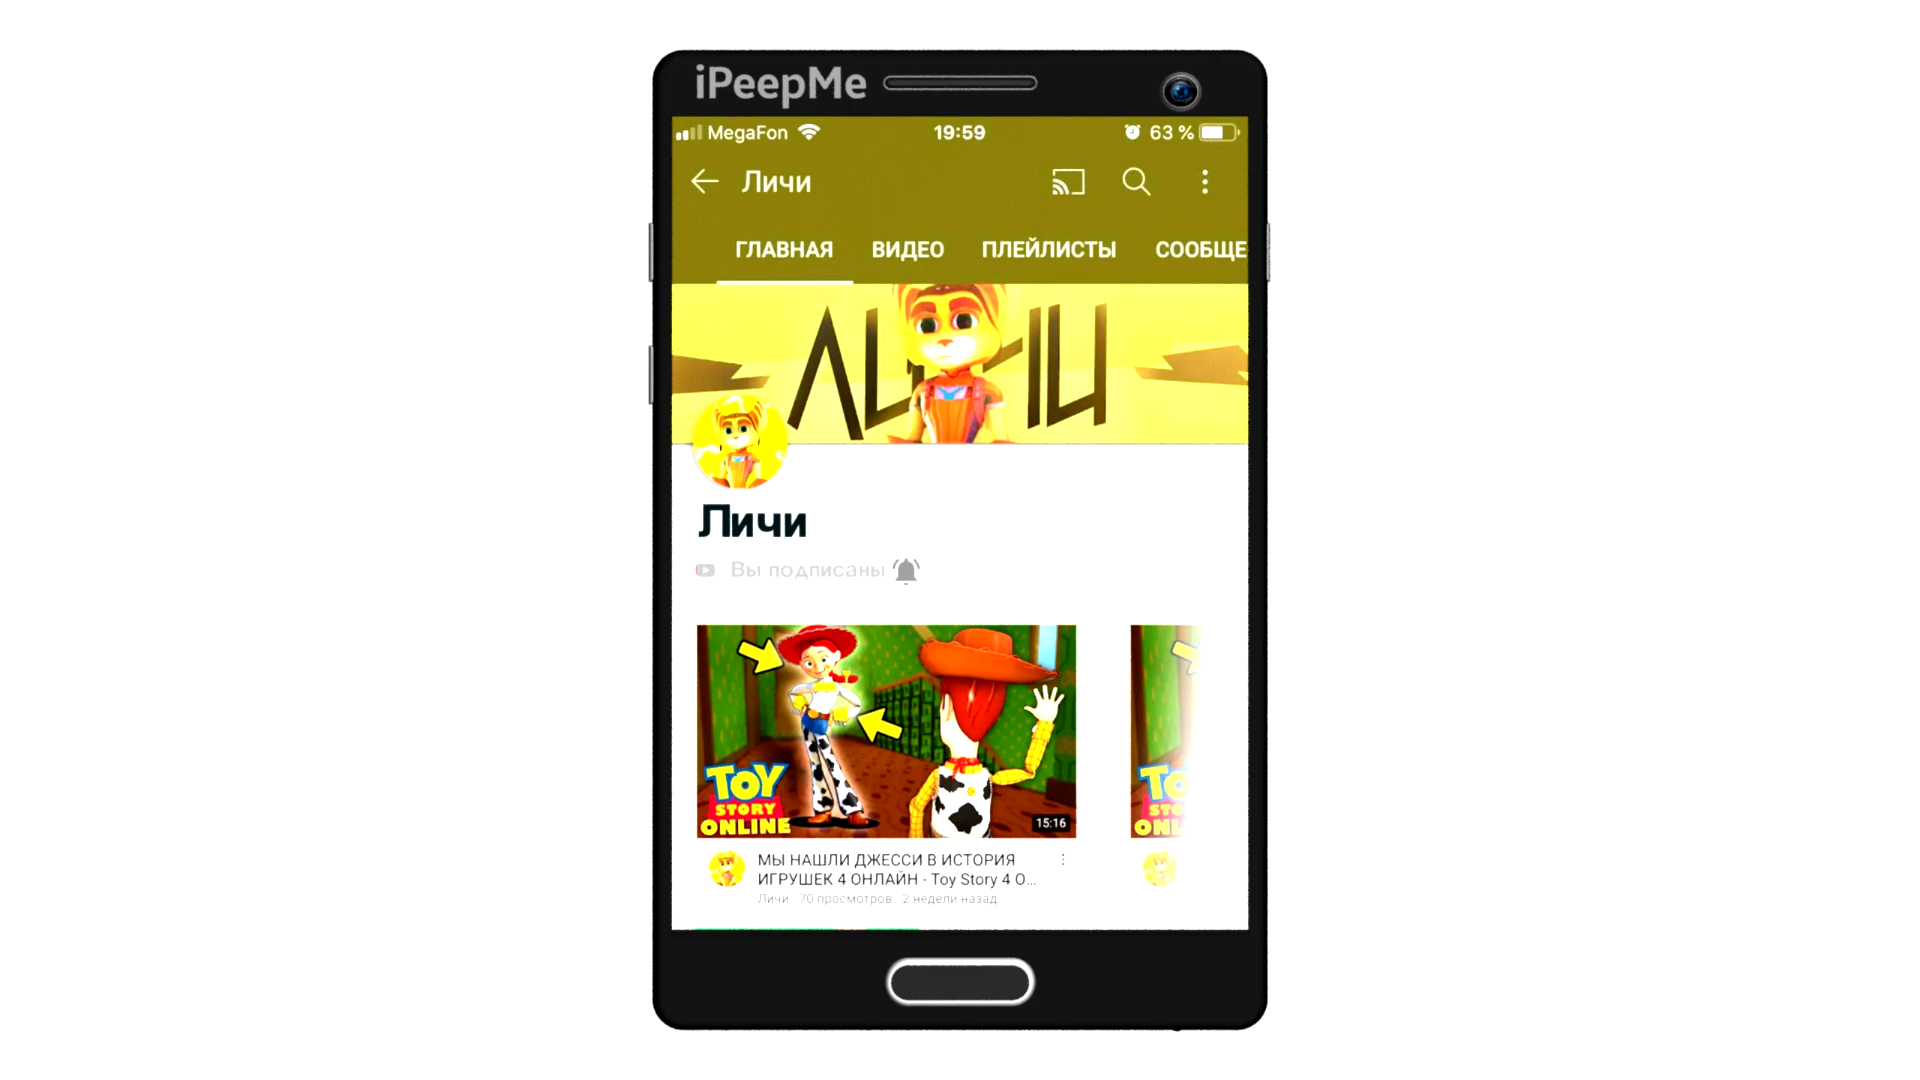 iPeepMe
MegaFon 19:59 63 %
Личи
ГЛАВНАЯ ВИДЕО ПЛЕЙЛИСТЫ СООБЩЕ
Личи
Вы подписаны
TOY
STORY
ONLINE
15:16
МЫ НАШЛИ ДЖЕССИ В ИСТОРИЯ
ИГРУШЕК 4 ОНЛАЙН - Toy Story 4 O...
Личи 70 просмотров 2 недели назад